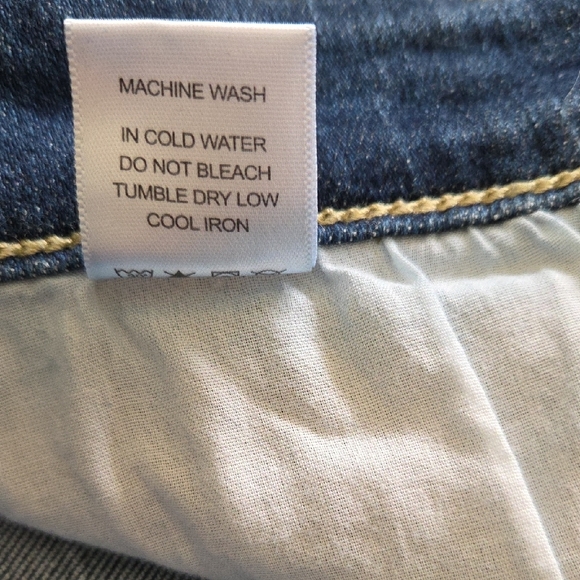 MACHINE WASH
IN COLD WATER
DO NOT BLEACH
TUMBLE DRY LOW
COOL IRON